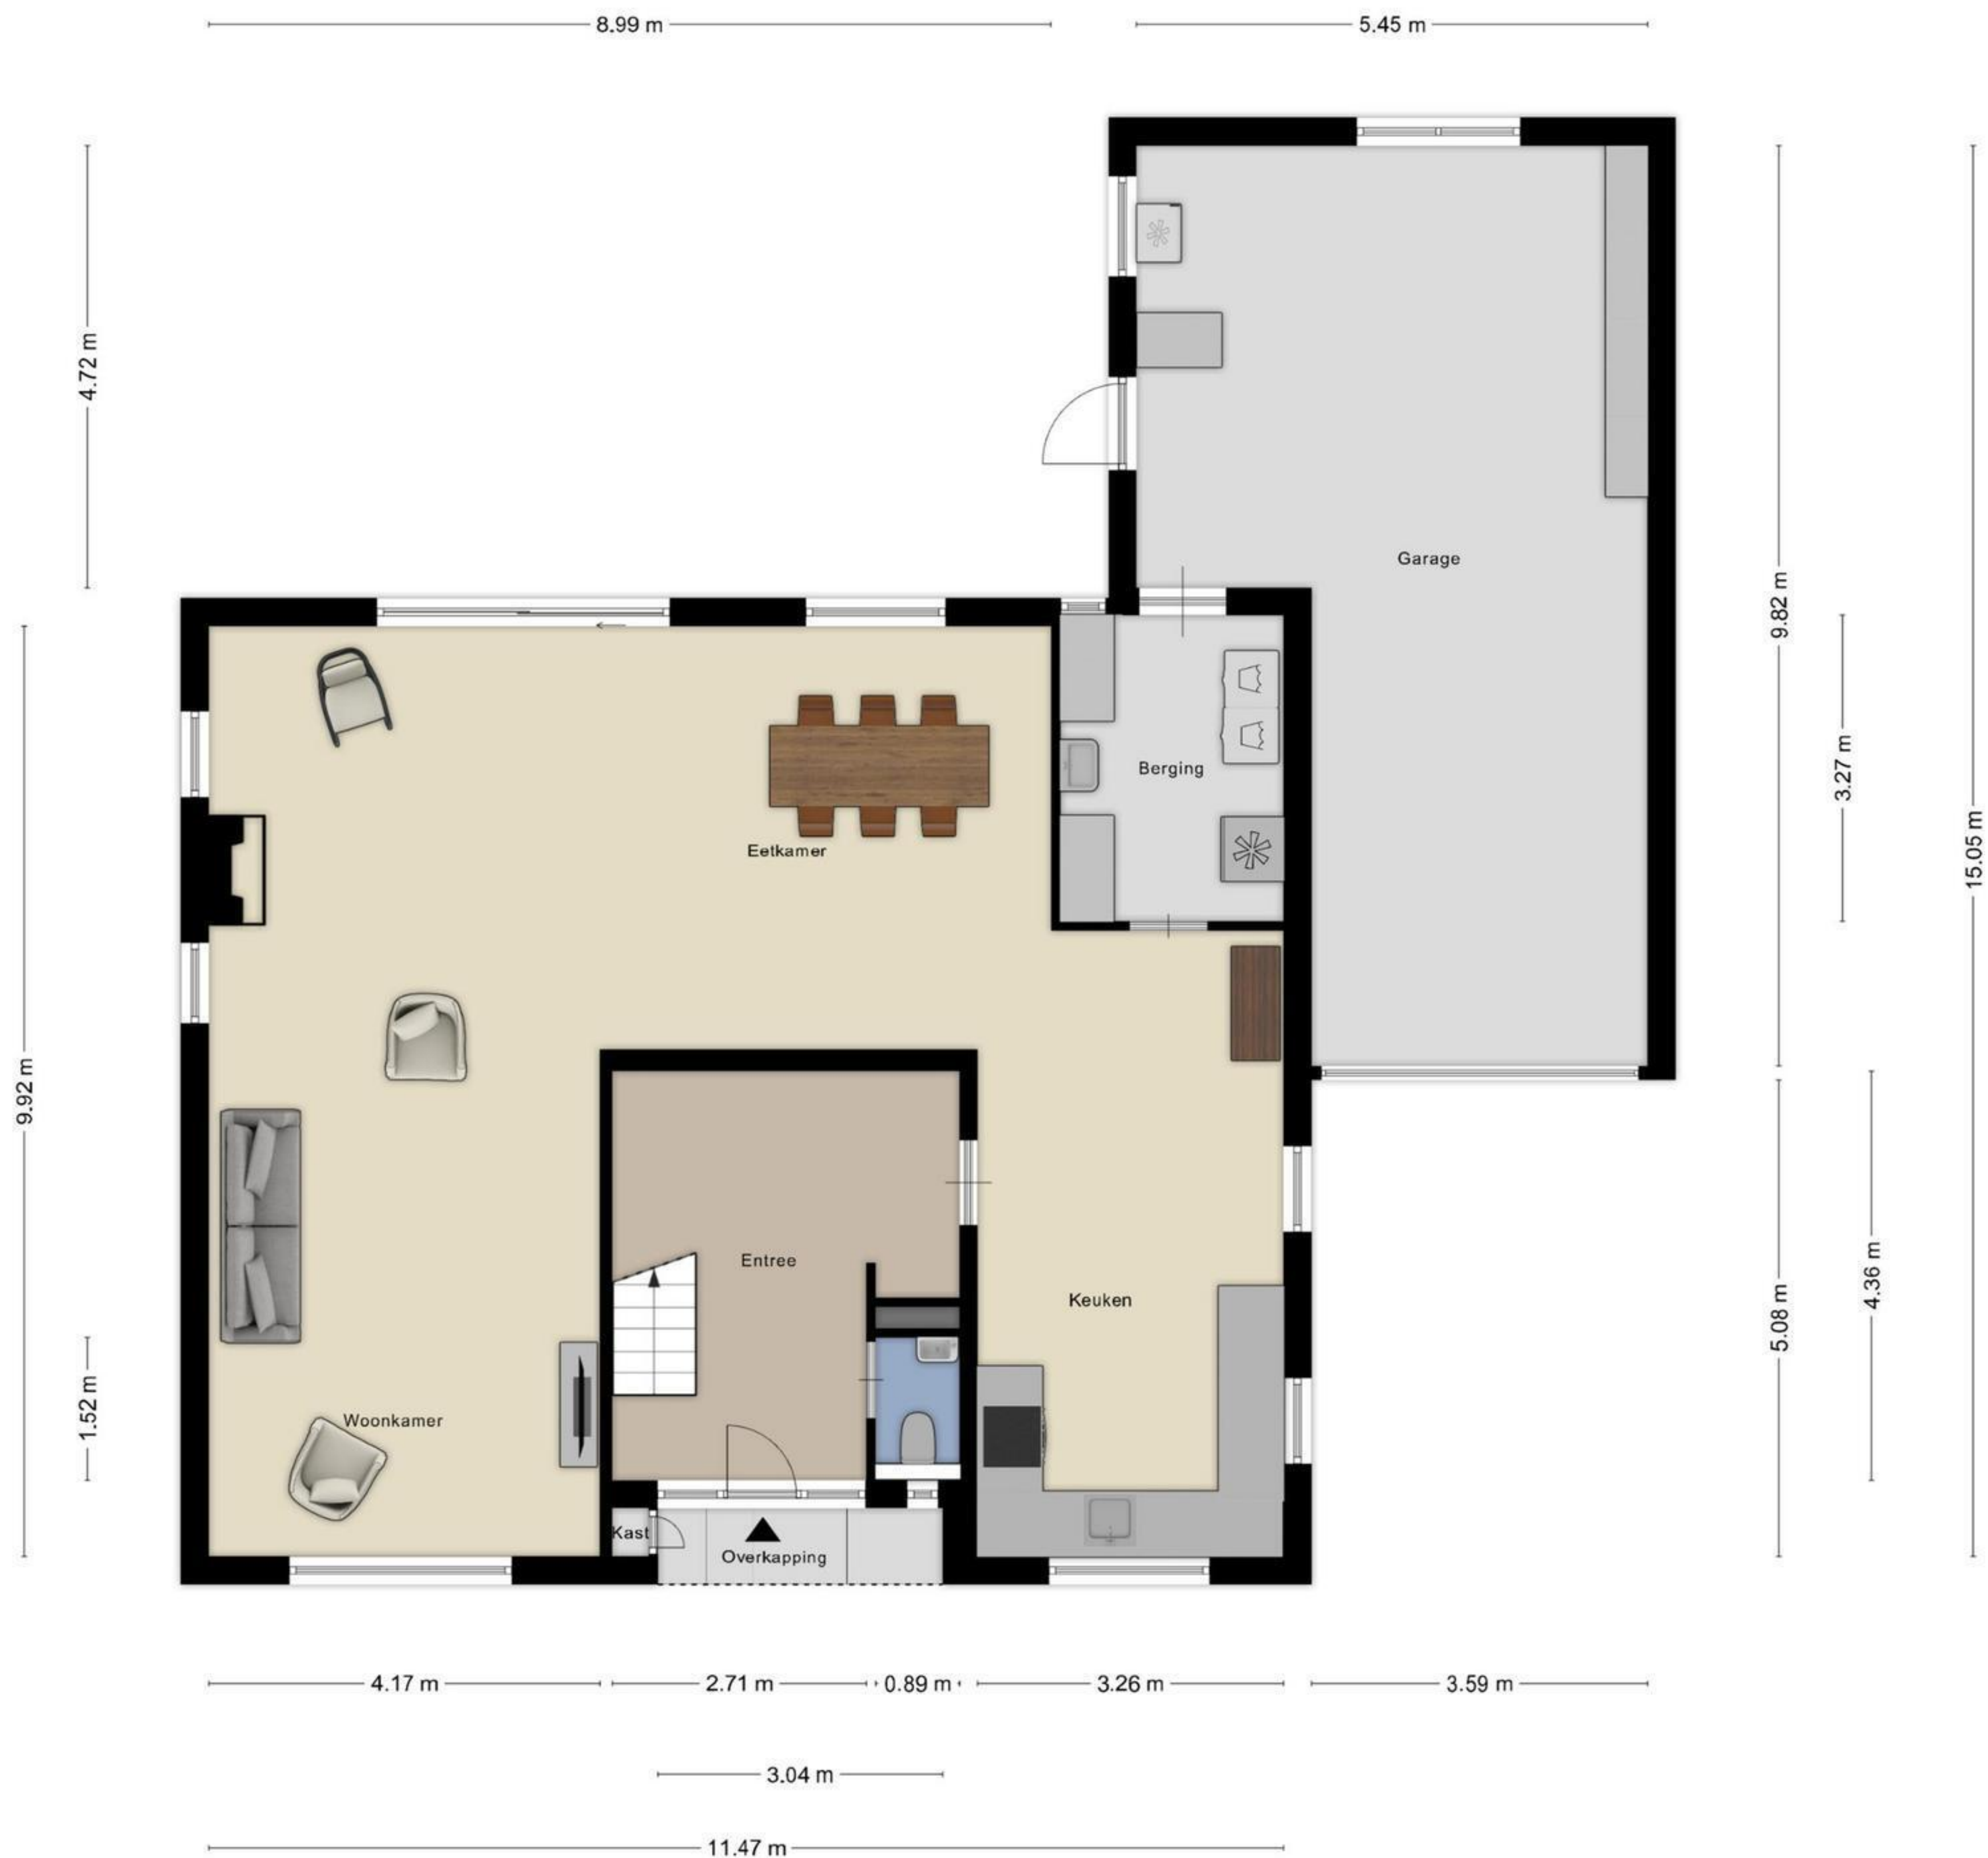 8.99 m
5.45 m
4.72 m
Garage
9.82 m
3.27 m
Berging
15.05 m
Eetkamer
9.92 m
Entree
4.36 m
Keuken
5.08 m
1.52 m
Woonkamer
Kast
Overkapping
4.17 m
2.71 m
0.89 m
3.26 m
3.59 m
3.04 m
11.47 m